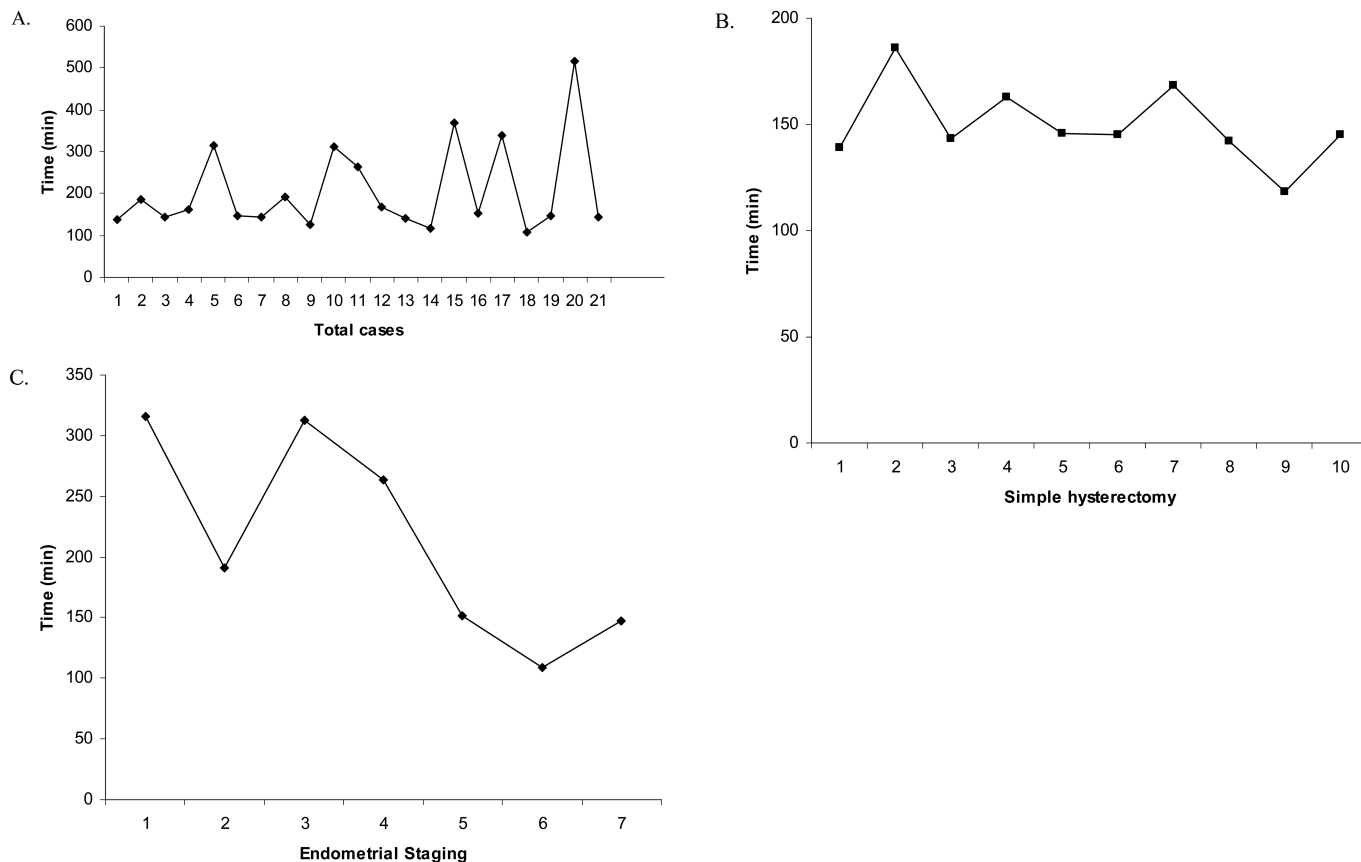 A.
600
500
400
300
200
100
0
Time (min)
1 2 3 4 5 6 7 8 9 10 11 12 13 14 15 16 17 18 19 20 21
Total cases
B.
200
150
100
50
0
Time (min)
1 2 3 4 5 6 7 8 9 10
Simple hysterectomy
C.
350
300
250
200
150
100
50
0
Time (min)
1 2 3 4 5 6 7
Endometrial Staging